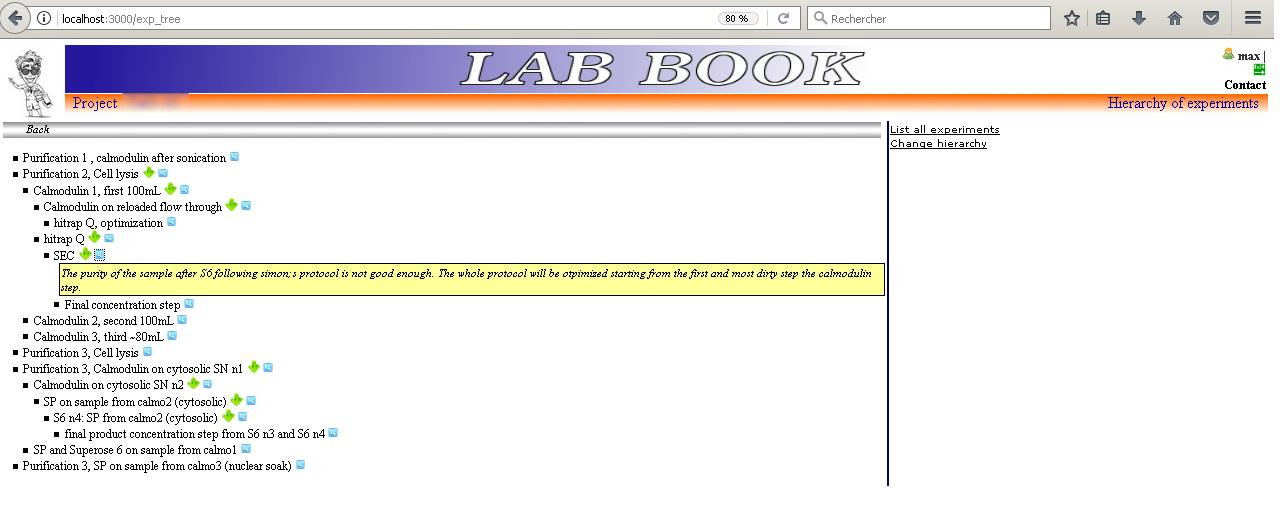 localhost:3000/exp_tree
80 %
Rechercher
LAB BOOK
max |
Contact
Project
Hierarchy of experiments
Back
List all experiments
Change hierarchy
Purification 1 , calmodulin after sonication
Purification 2, Cell lysis
Calmodulin 1, first 100mL
Calmodulin on reloaded flow through
hitrap Q, optimization
hitrap Q
SEC
The purity of the sample after S6 following simon;s protocol is not good enough. The whole protocol will be otpimized starting from the first and most dirty step the calmodulin
step.
Final concentration step
Calmodulin 2, second 100mL
Calmodulin 3, third ~80mL
Purification 3, Cell lysis
Purification 3, Calmodulin on cytosolic SN n1
Calmodulin on cytosolic SN n2
SP on sample from calmo2 (cytosolic)
S6 n4: SP from calmo2 (cytosolic)
final product concentration step from S6 n3 and S6 n4
SP and Superose 6 on sample from calmo1
Purification 3, SP on sample from calmo3 (nuclear soak)